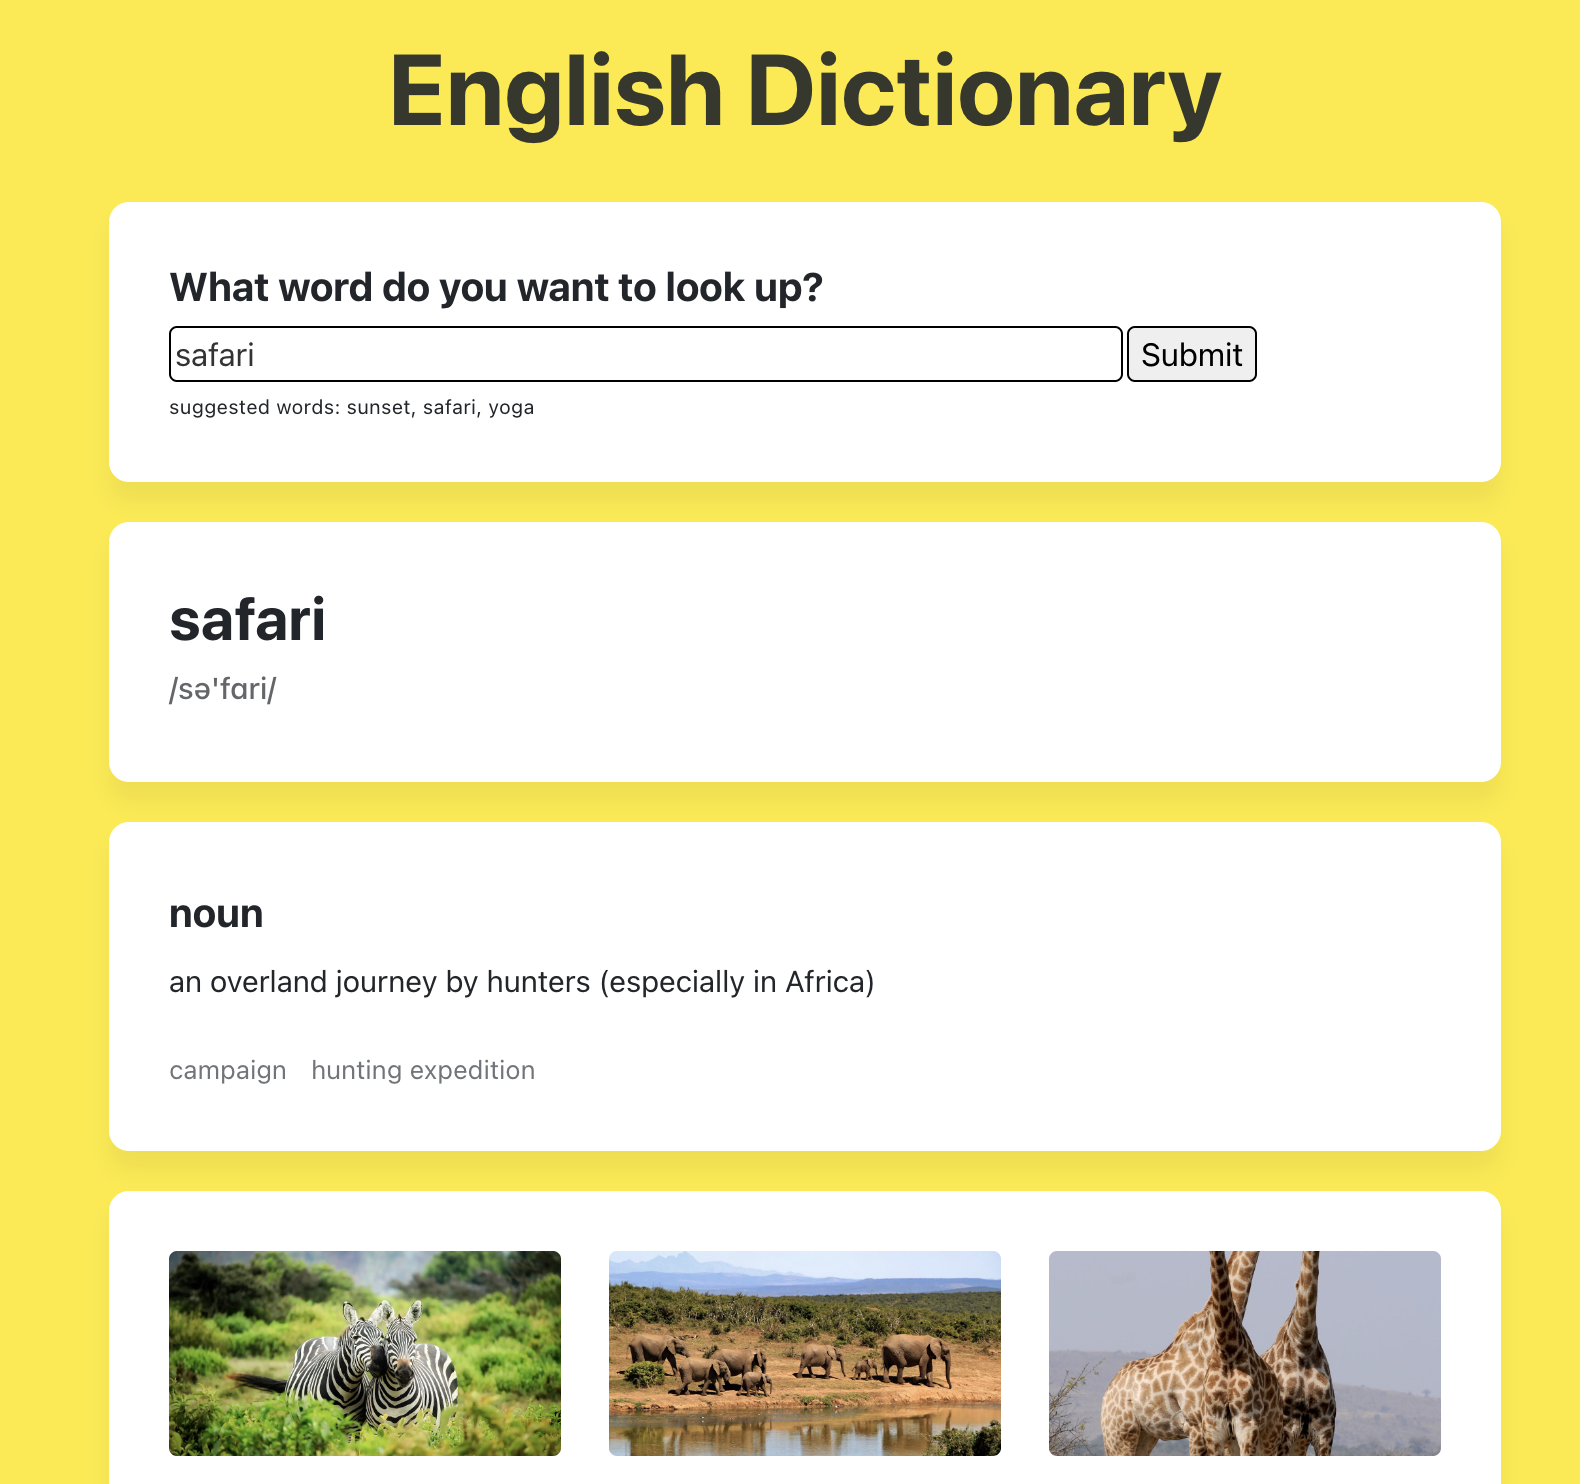 English Dictionary
What word do you want to look up?
safari
Submit
suggested words: sunset, safari, yoga
safari
/sə'fɑri/
noun
an overland journey by hunters (especially in Africa)
campaign hunting expedition